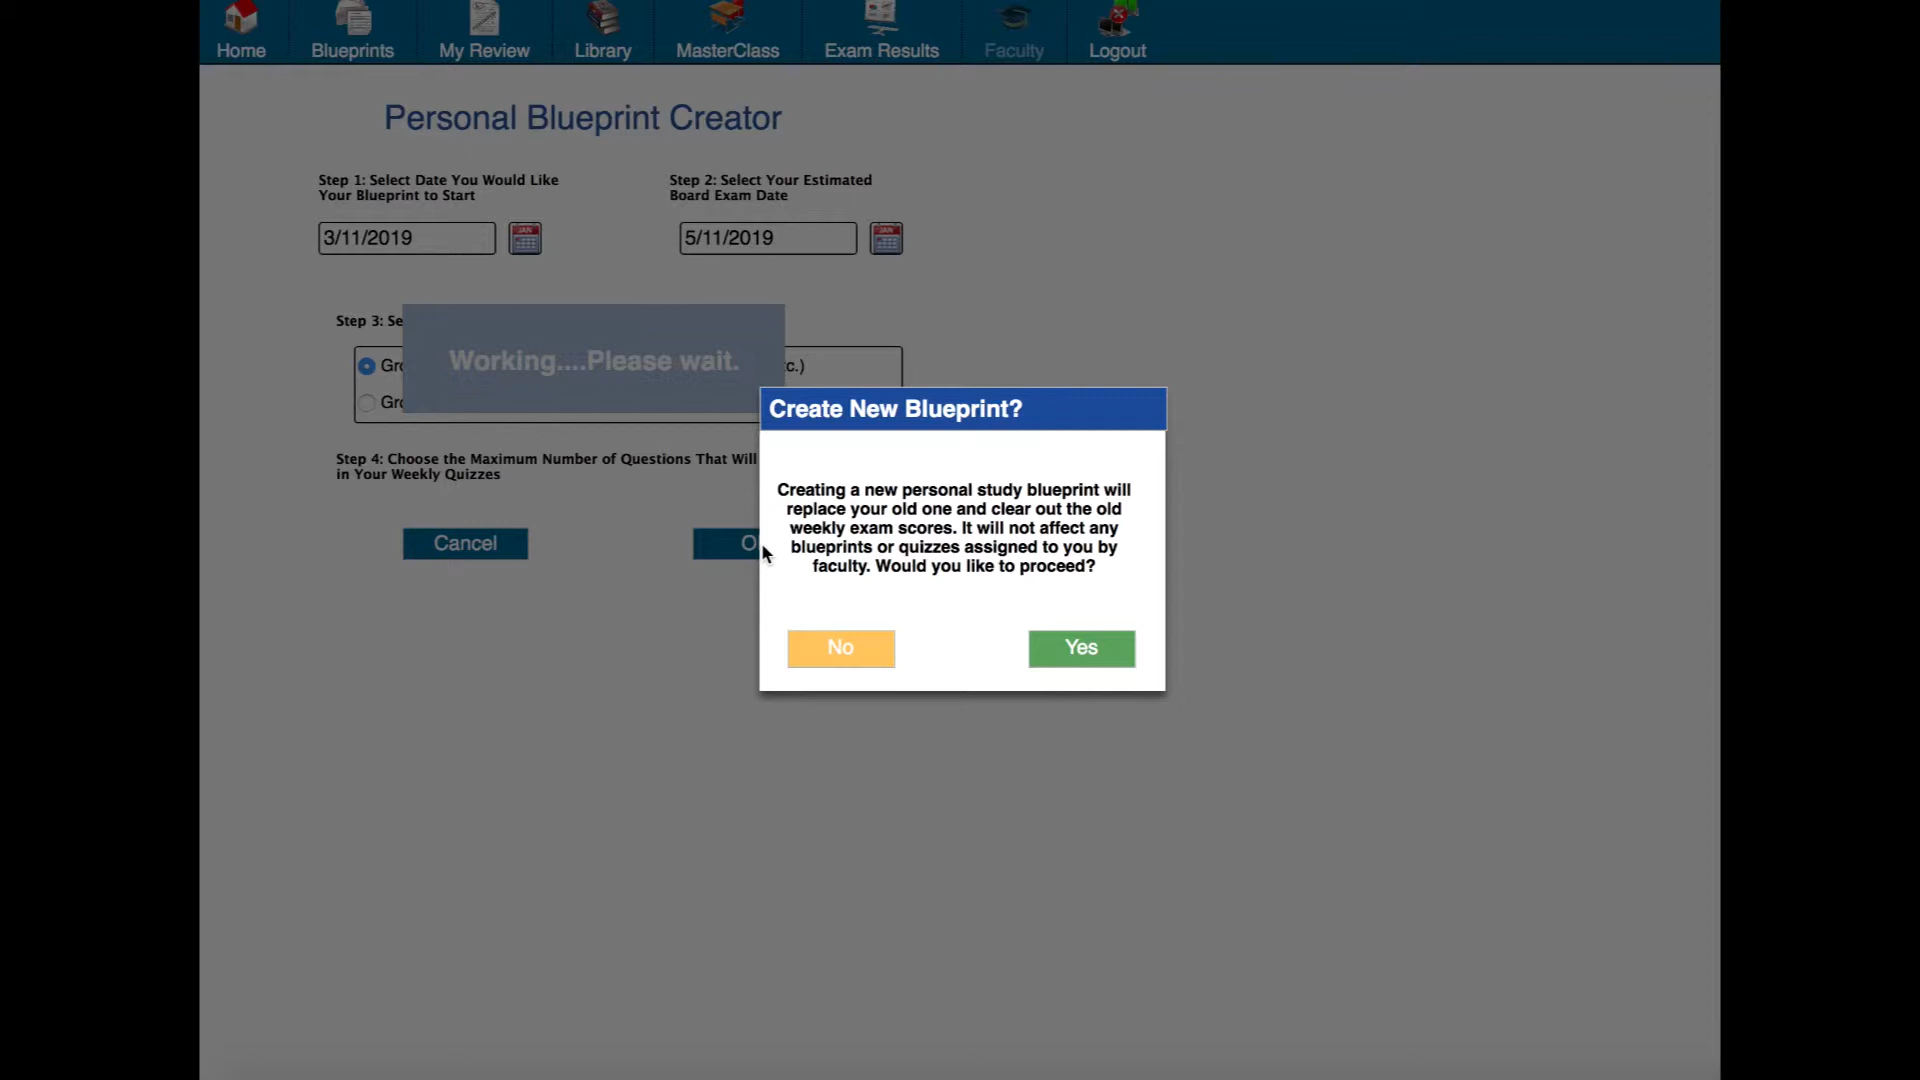 Home
Blueprints
My Review
Library
MasterClass
Exam Results
Faculty
Logout
Personal Blueprint Creator
Step 1: Select Date You Would Like
Your Blueprint to Start
Step 2: Select Your Estimated
Board Exam Date
3/11/2019
JAN
5/11/2019
JAN
Step 3:
Working....Please wait.
Step 4: Choose the Maximum Number of Questions That Will
in Your Weekly Quizzes
Cancel
Create New Blueprint?
Creating a new personal study blueprint will
replace your old one and clear out the old
weekly exam scores. It will not affect any
blueprints or quizzes assigned to you by
faculty. Would you like to proceed?
No
Yes